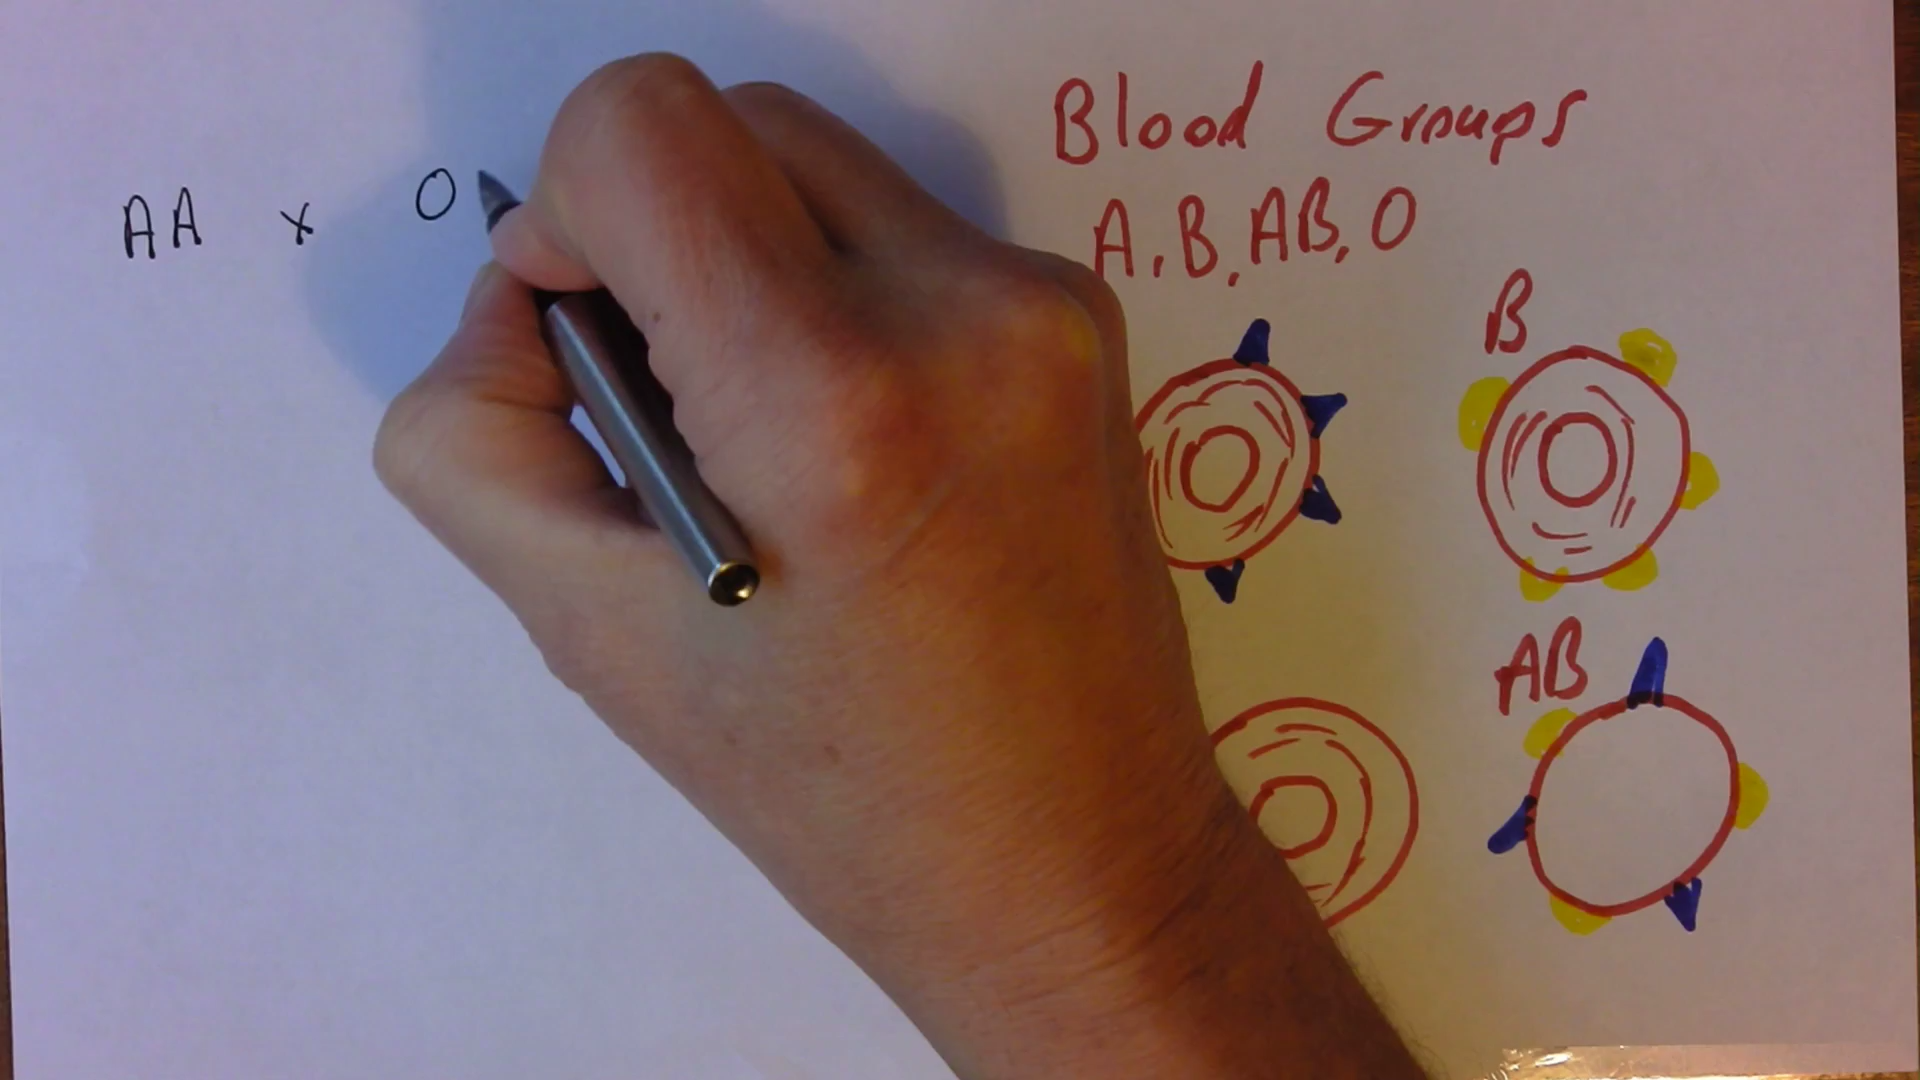 AA x O
Blood Groups
A, B, AB, O
B
AB